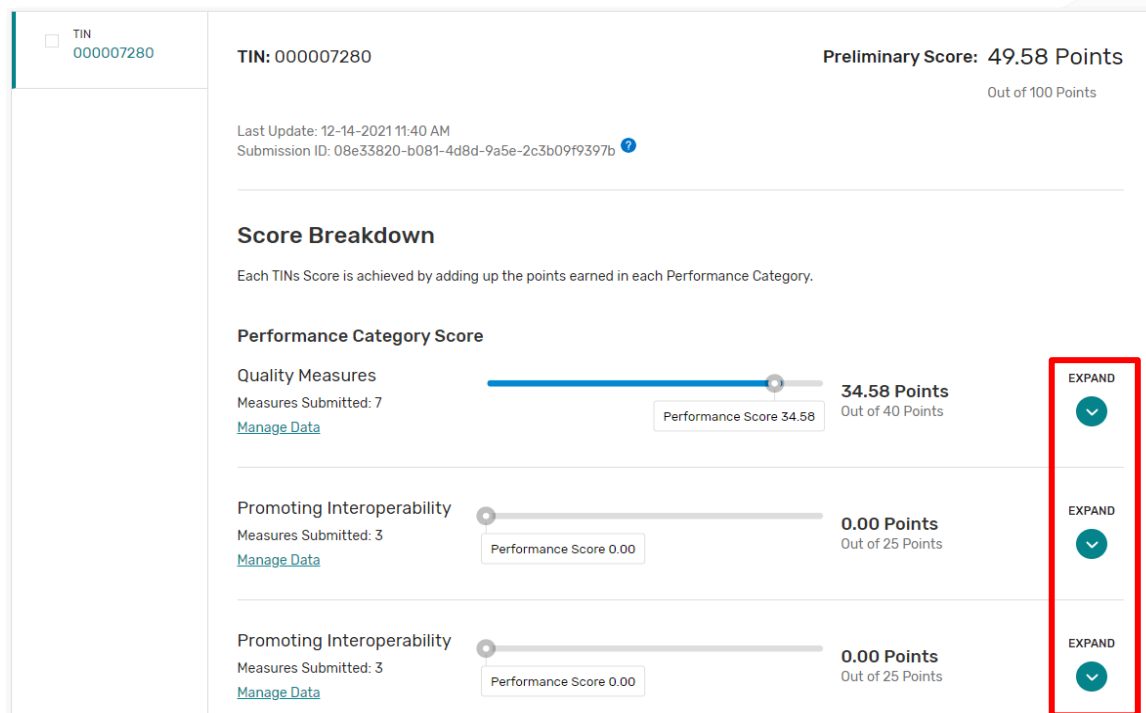 TIN
000007280
TIN: 000007280
Preliminary Score: 49.58 Points
Out of 100 Points
Last Update: 12-14-2021 11:40 AM
Submission ID: 08e33820-b081-4d8d-9a5e-2c3b09f9397b ?
Score Breakdown
Each TINs Score is achieved by adding up the points earned in each Performance Category.
Performance Category Score
Quality Measures
Measures Submitted: 7
Manage Data
Performance Score 34.58
34.58 Points
Out of 40 Points
EXPAND
Promoting Interoperability
Measures Submitted: 3
Manage Data
Performance Score 0.00
0.00 Points
Out of 25 Points
EXPAND
Promoting Interoperability
Measures Submitted: 3
Manage Data
Performance Score 0.00
0.00 Points
Out of 25 Points
EXPAND